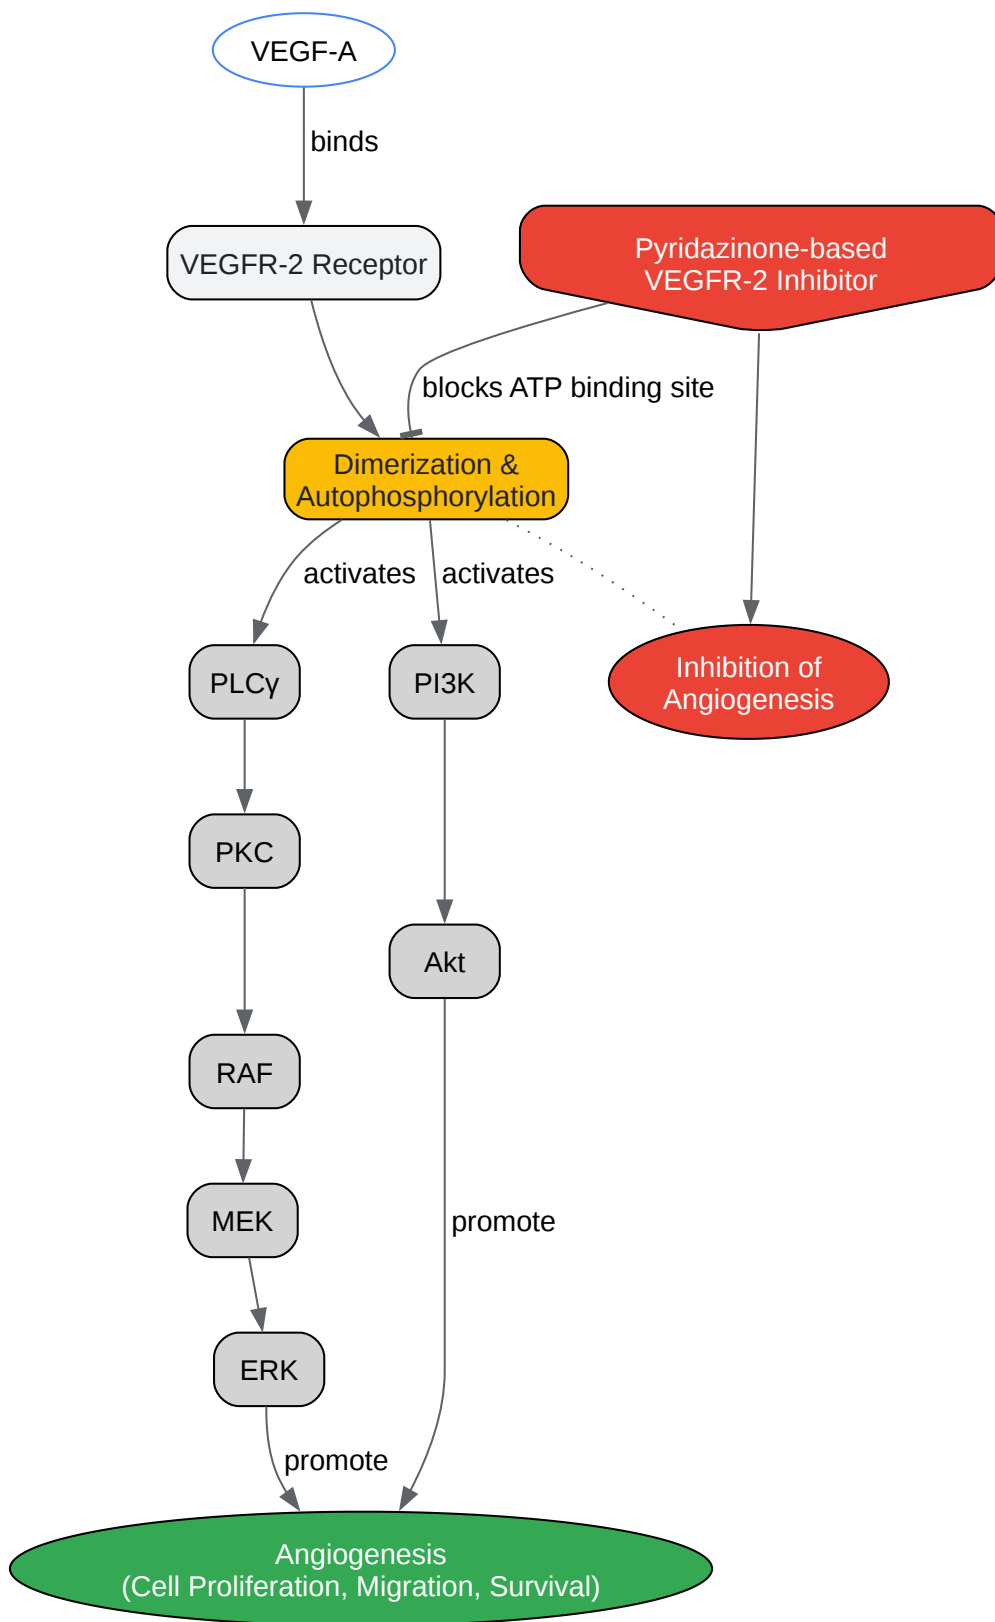 VEGF-A
binds
VEGFR-2 Receptor
Pyridazinone-based
VEGFR-2 Inhibitor
blocks ATP binding site
Dimerization &
Autophosphorylation
activates
activates
PLCγ
PI3K
Inhibition of
Angiogenesis
PKC
Akt
RAF
MEK
promote
ERK
promote
Angiogenesis
(Cell Proliferation, Migration, Survival)